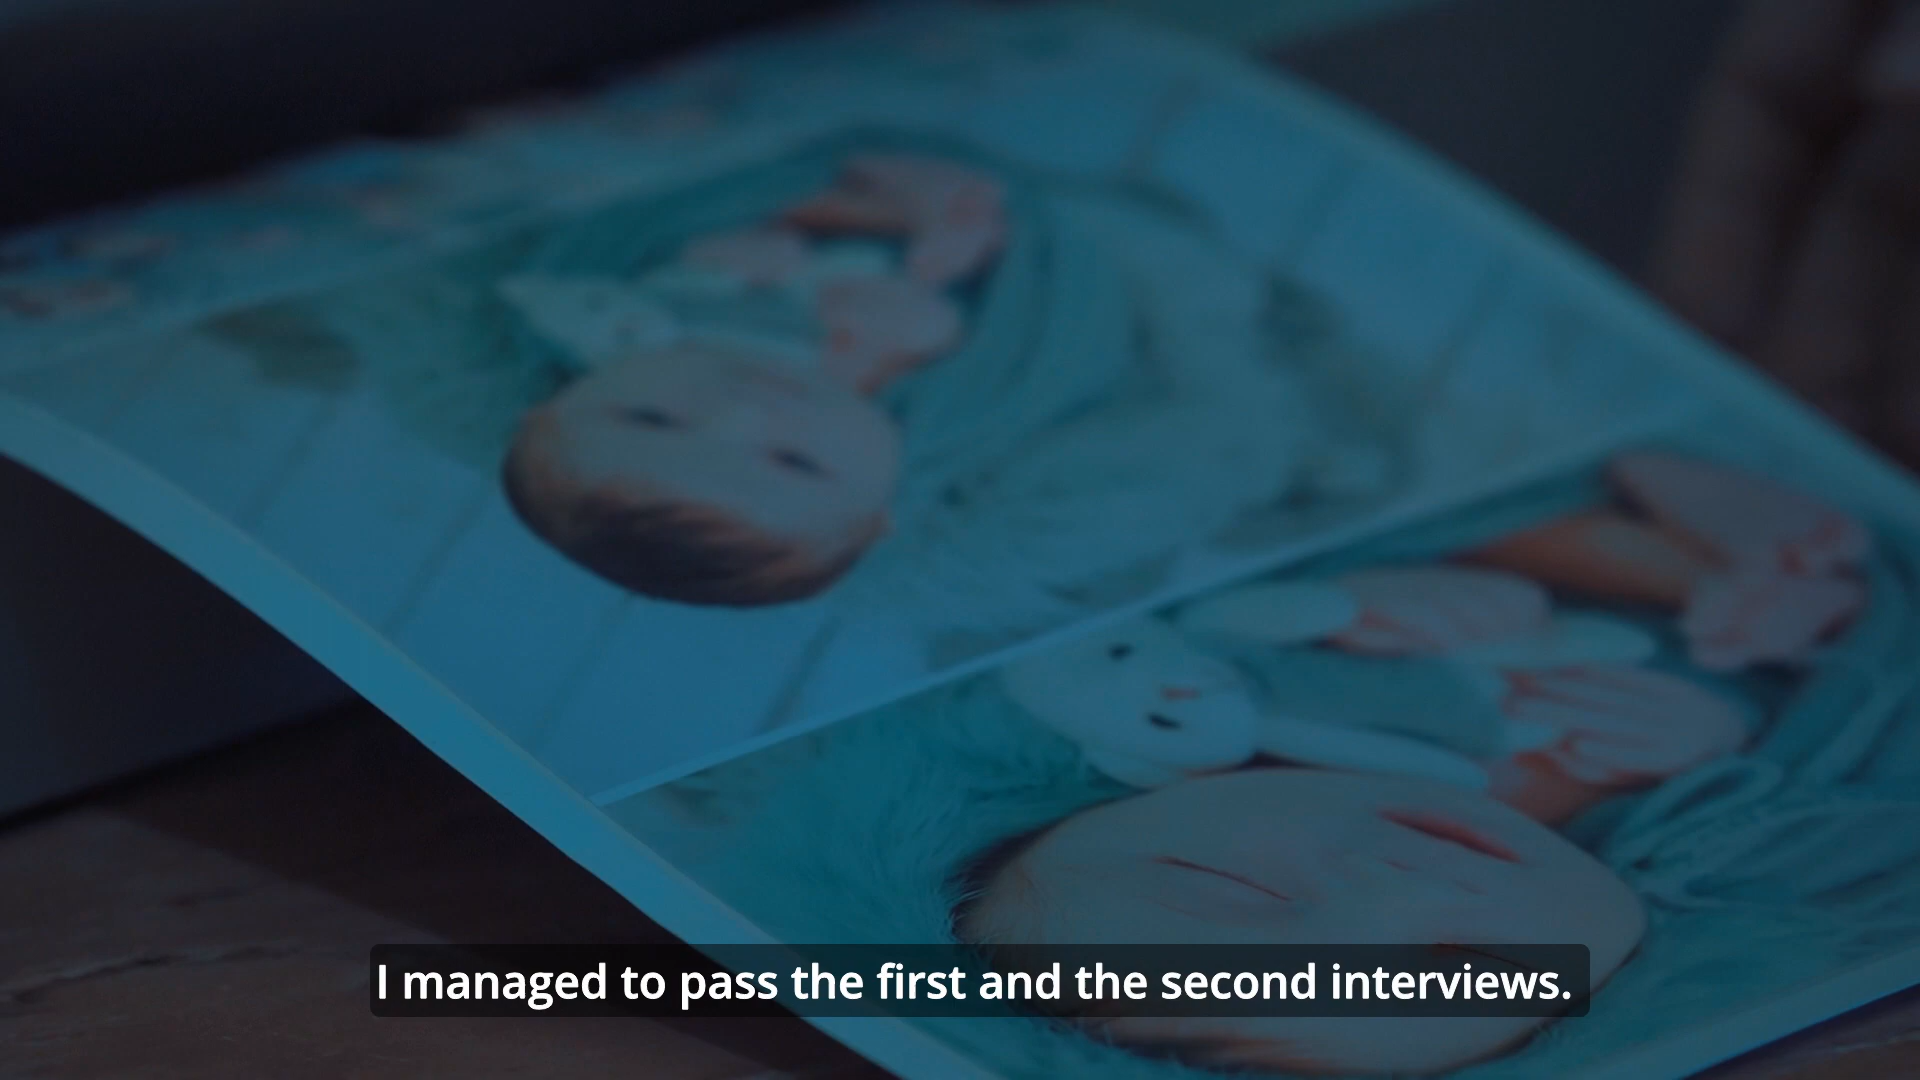 I managed to pass the first and the second interviews.